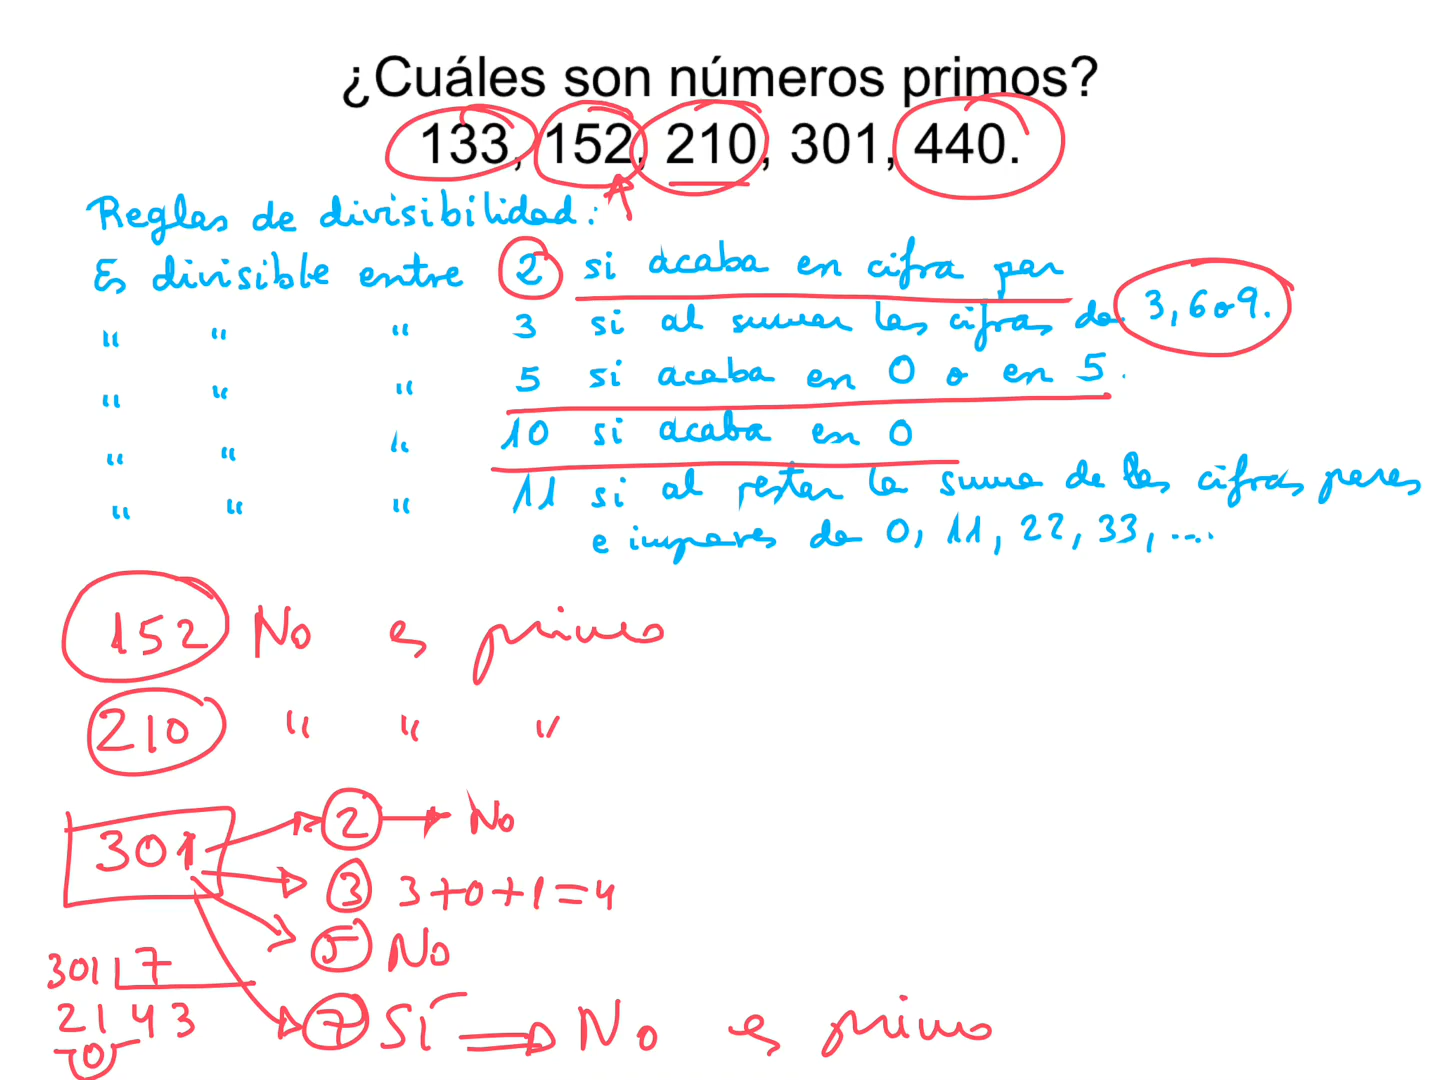 ¿Cuáles son números primos?
133, 152, 210, 301, 440.
Reglas de divisibilidad:
Es divisible entre 2 si acaba en cifra par
" " " 3 si al sumar las cifras da 3, 6 o 9.
" " " 5 si acaba en 0 o en 5.
" " " 10 si acaba en 0
" " " 11 si al restar la suma de las cifras pares
e impares da 0, 11, 22, 33, ....
152 No es primo
210 " " "
301 → 2 → No
→ 3 3+0+1=4
→ 5 No
301 7
→ 7 SÍ ⇒ No es primo
21 43
0